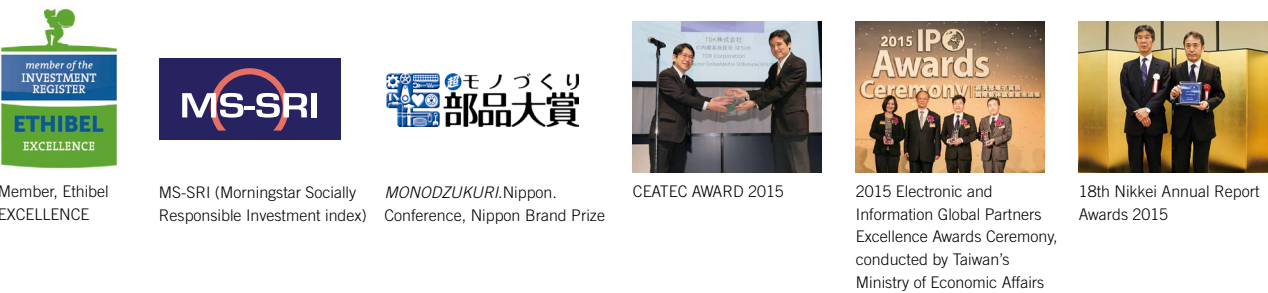 member of the
INVESTMENT
REGISTER
ETHIBEL
EXCELLENCE
Member, Ethibel
EXCELLENCE
MS-SRI
MS-SRI (Morningstar Socially
Responsible Investment index)
超モノづくり
部品大賞
MONODZUKURI.Nippon.
Conference, Nippon Brand Prize
TDK株式会社
TDK Corporation
CEATEC AWARD 2015
2015 IPO
Awards
Ceremony
2015 Electronic and
Information Global Partners
Excellence Awards Ceremony,
conducted by Taiwan's
Ministry of Economic Affairs
18th Nikkei Annual Report
Awards 2015